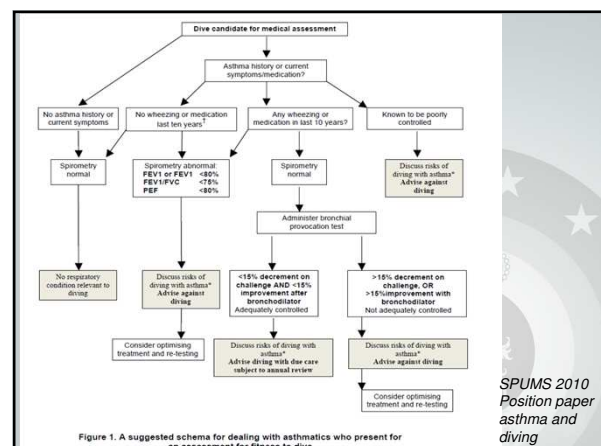 Dive candidate for medical assessment
Asthma history or current
symptoms/medication?
No asthma history or
current symptoms
No wheezing or medication
last ten years†
Any wheezing or
medication in last 10 years?
Known to be poorly
controlled
Spirometry
normal
Spirometry abnormal:
FEV1 or FEV1 <80%
FEV1/FVC <75%
PEF <80%
Spirometry
normal
Discuss risks of
diving with asthma*
Advise against
diving
Administer bronchial
provocation test
No respiratory
condition relevant to
diving
Discuss risks of
diving with asthma*
Advise against
diving
<15% decrement on
challenge AND <15%
improvement after
bronchodilator
Adequately controlled
>15% decrement on
challenge, OR
>15%improvement with
bronchodilator
Not adequately controlled
Consider optimising
treatment and re-testing
Discuss risks of diving with
asthma*
Advise diving with due care
subject to annual review
Discuss risks of diving with
asthma*
Advise against diving
Consider optimising
treatment and re-testing
SPUMS 2010
Position paper
asthma and
diving
Figure 1. A suggested schema for dealing with asthmatics who present for
an assessment for fitness to dive